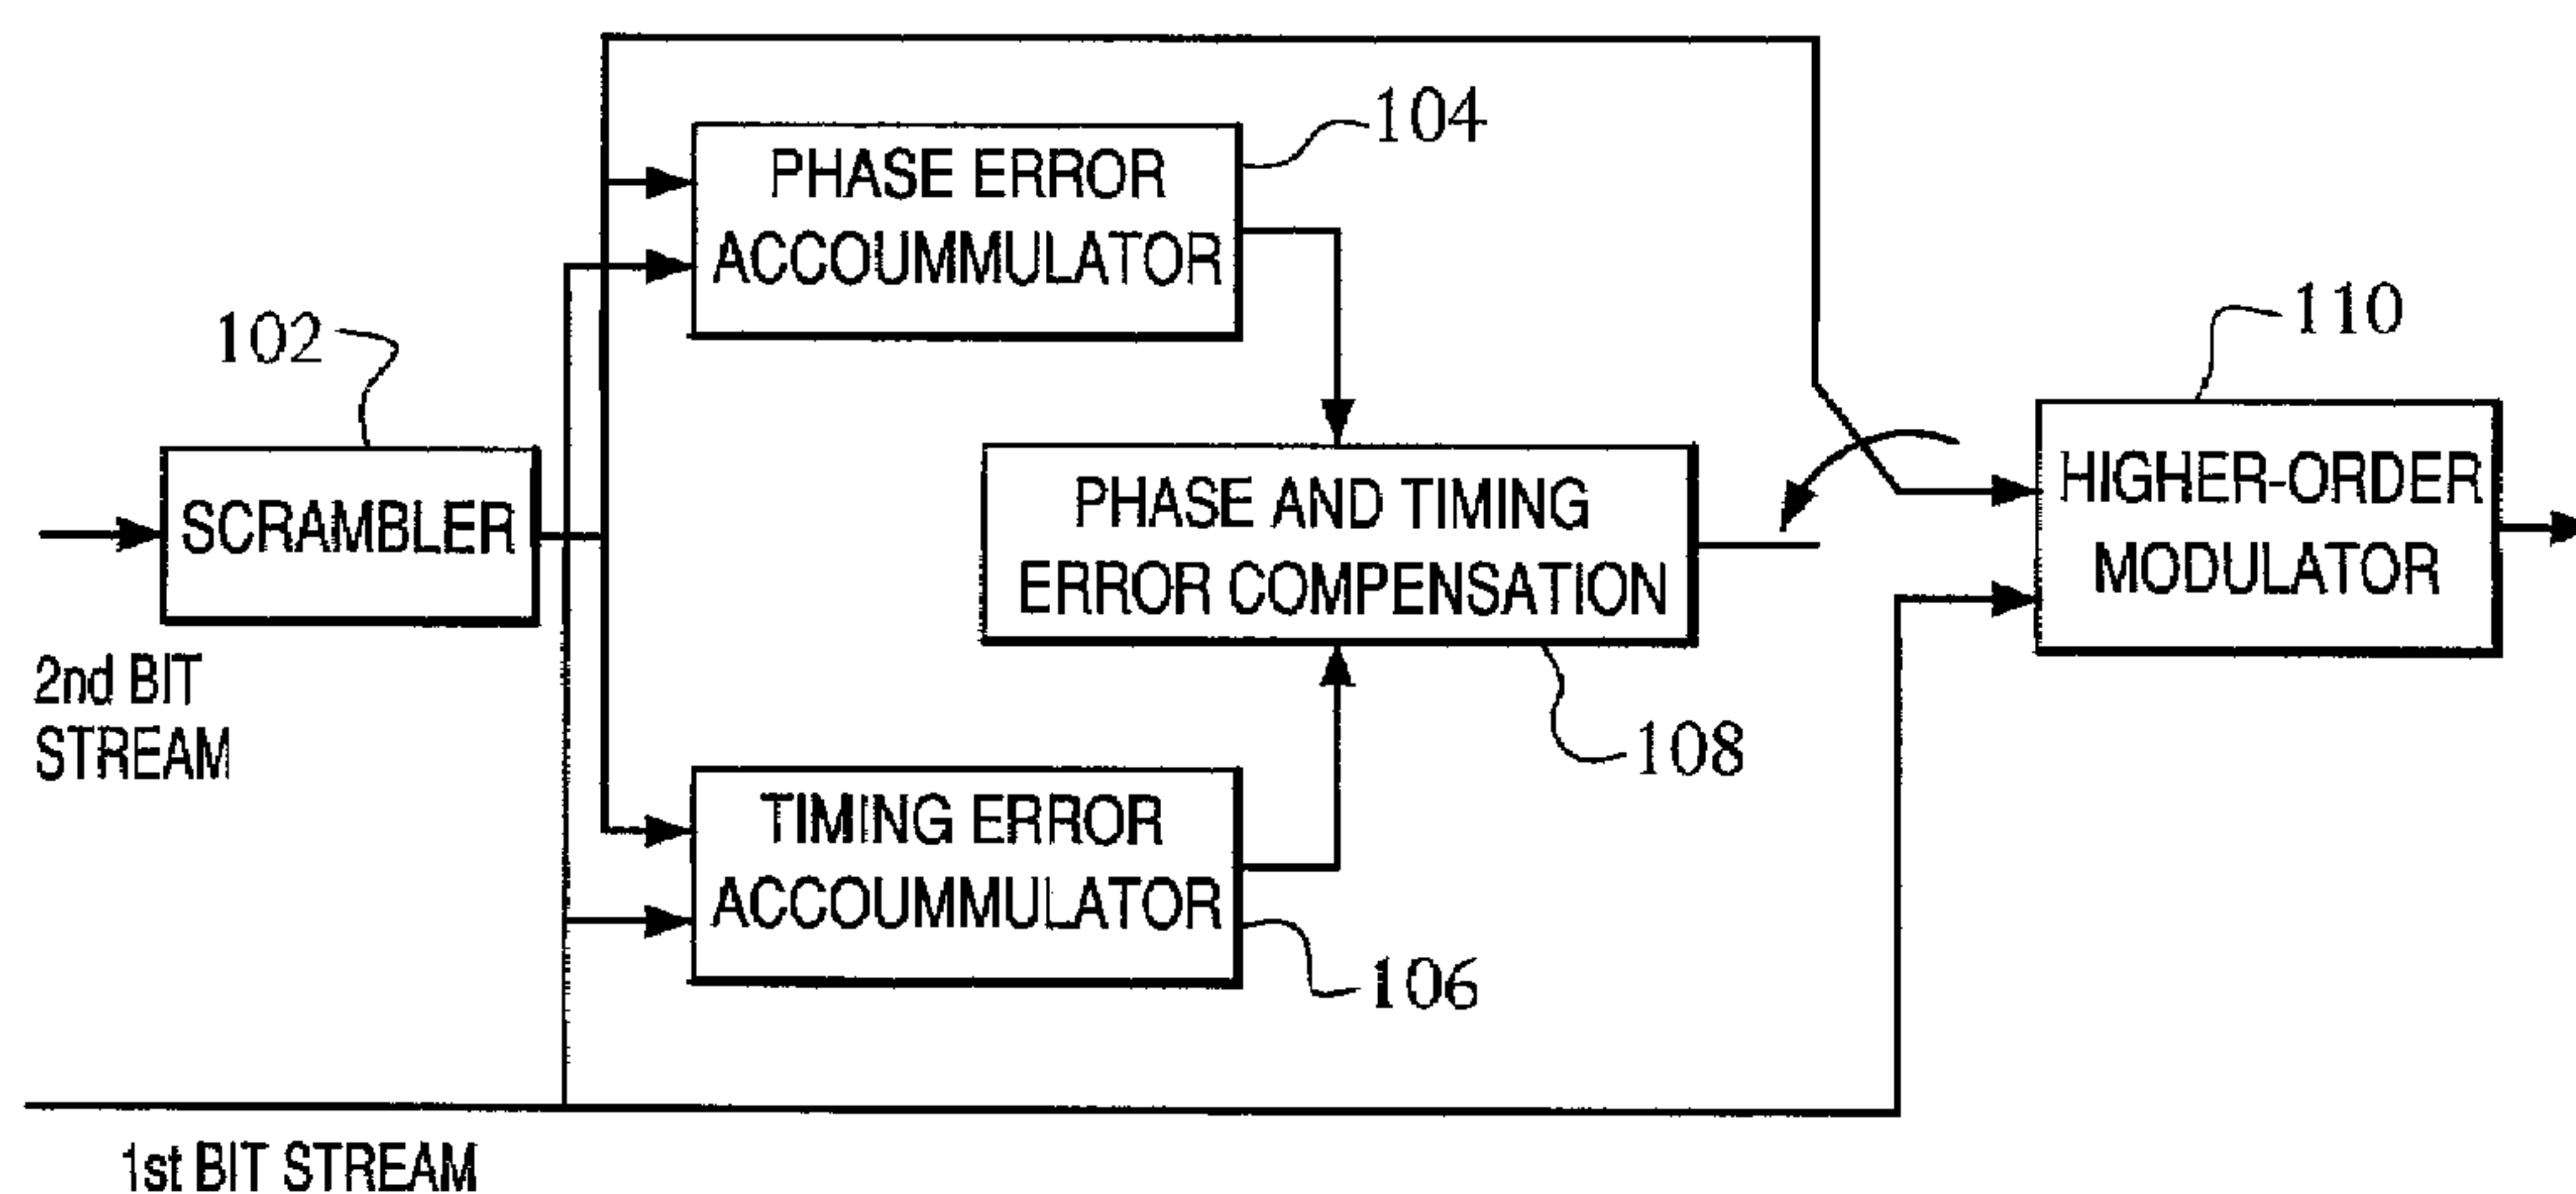 104
PHASE ERROR
ACCOUMMULATOR
102
110
SCRAMBLER
PHASE AND TIMING
ERROR COMPENSATION
HIGHER-ORDER
MODULATOR
2nd BIT
STREAM
108
TIMING ERROR
ACCOUMMULATOR
106
1st BIT STREAM